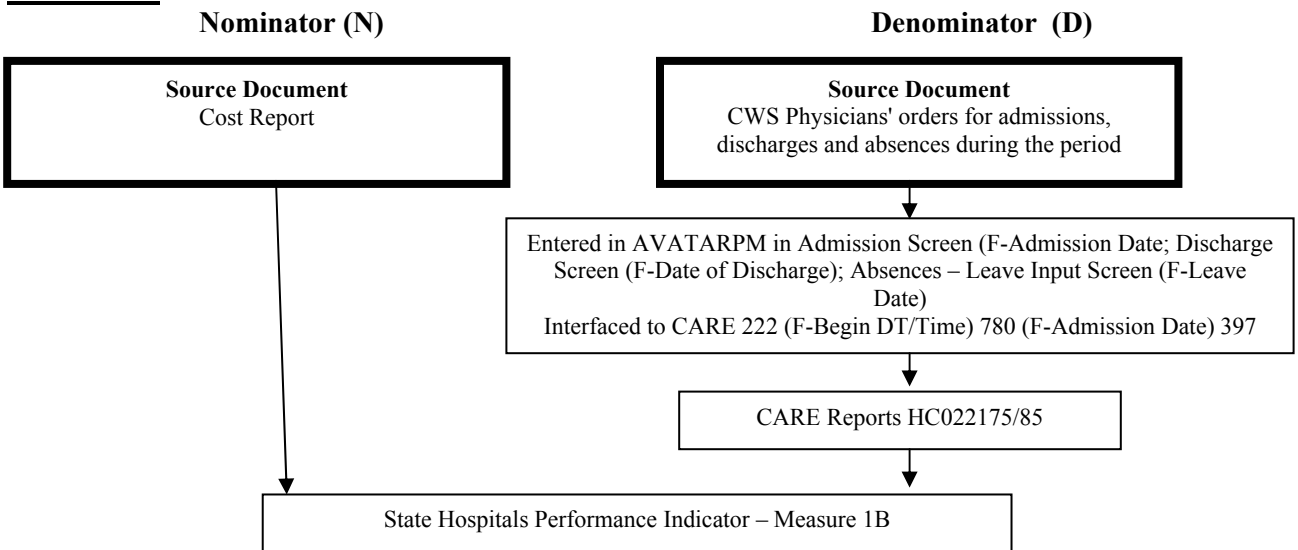 Nominator (N)
Denominator (D)
Source Document
Cost Report
Source Document
CWS Physicians' orders for admissions,
discharges and absences during the period
Entered in AVATARPM in Admission Screen (F-Admission Date; Discharge
Screen (F-Date of Discharge); Absences – Leave Input Screen (F-Leave
Date)
Interfaced to CARE 222 (F-Begin DT/Time) 780 (F-Admission Date) 397
CARE Reports HC022175/85
State Hospitals Performance Indicator – Measure 1B